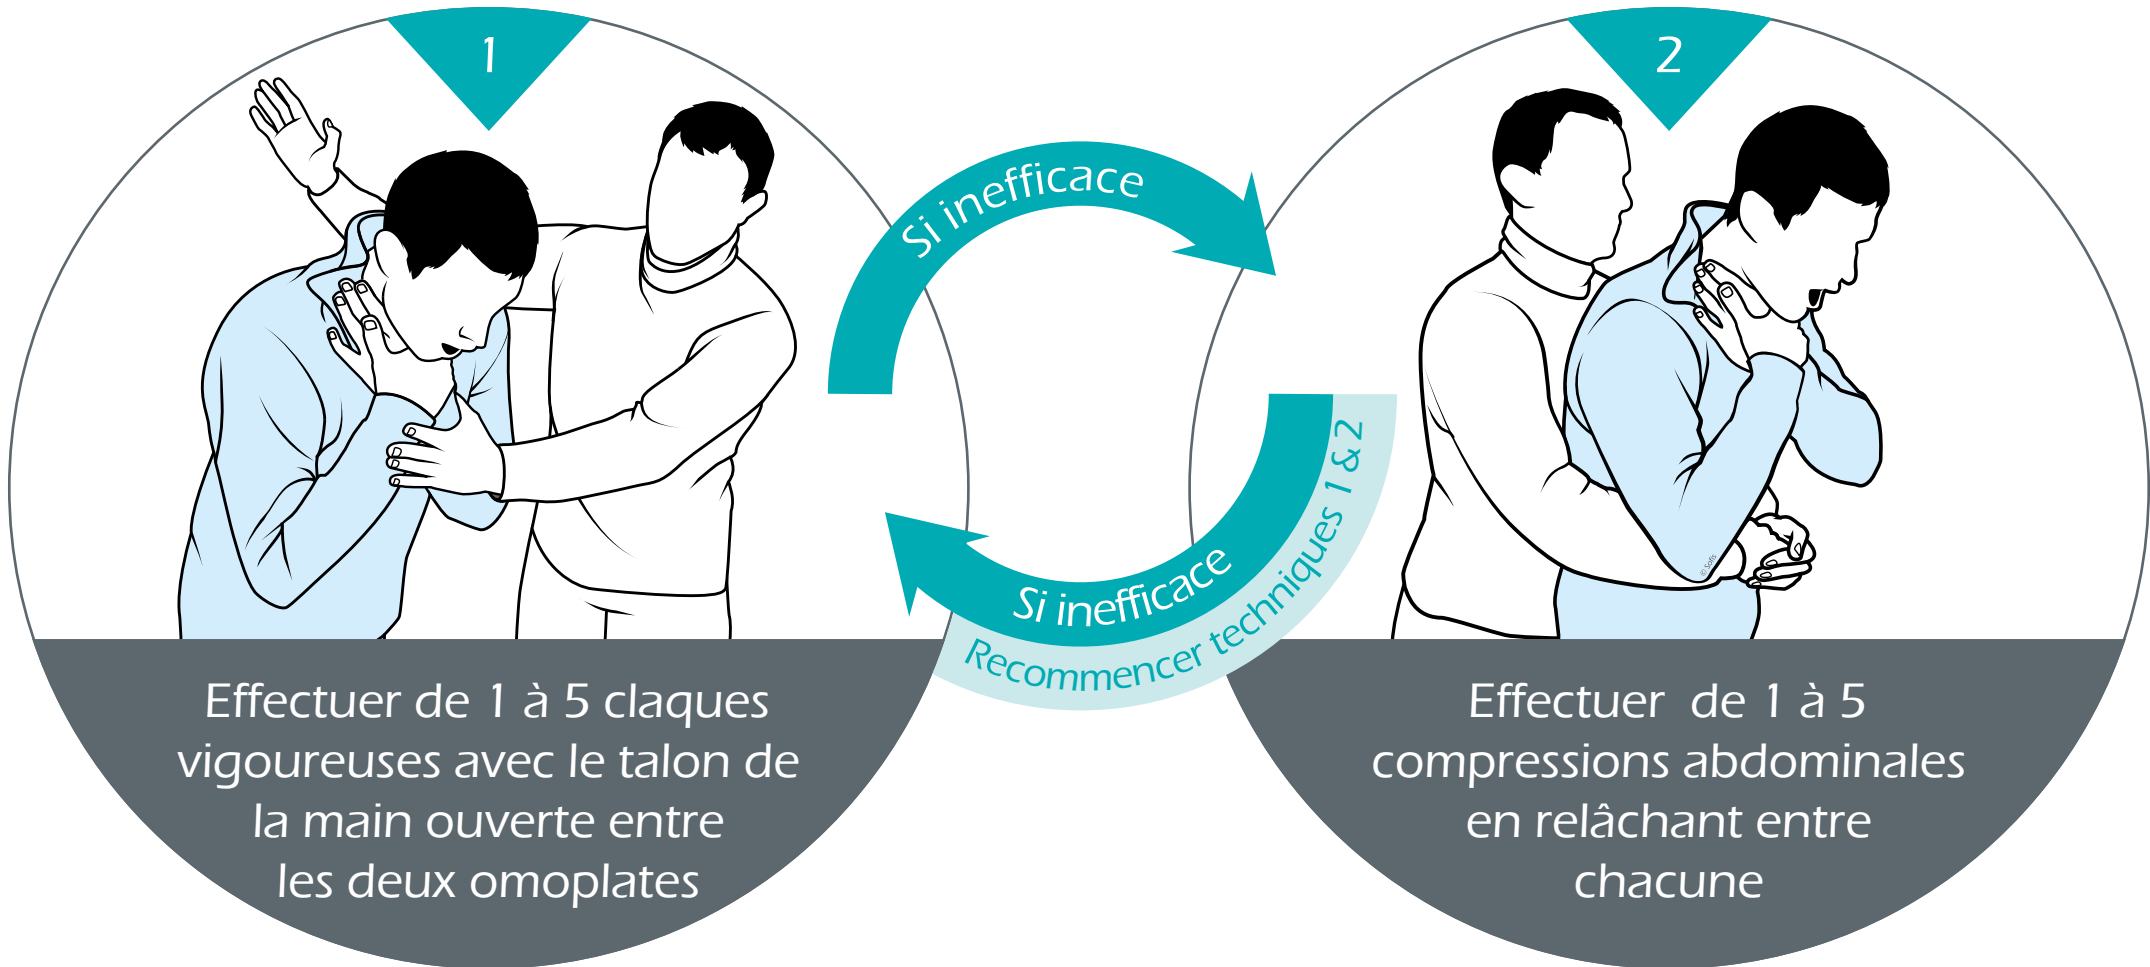 1
2
Si inefficace
Si inefficace
Recommencer techniques 1 & 2
Effectuer de 1 à 5 claques
vigoureuses avec le talon de
la main ouverte entre
les deux omoplates
Effectuer de 1 à 5
compressions abdominales
en relâchant entre
chacune
© Sofis